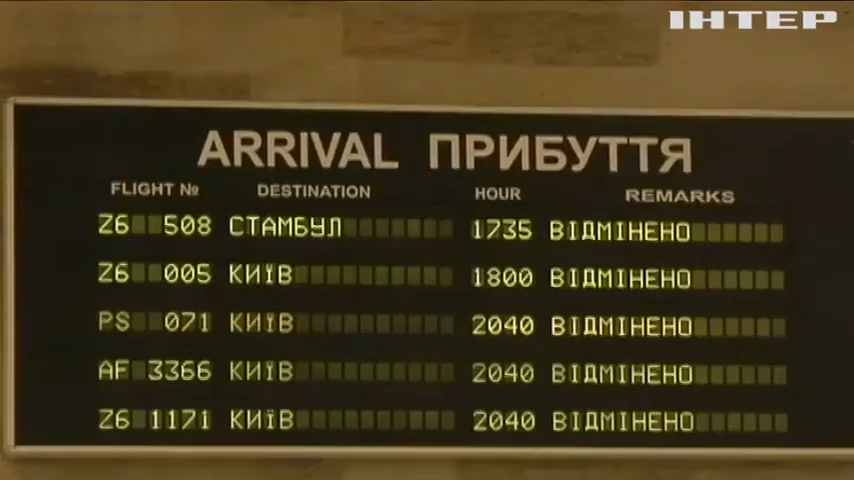 ІНТЕР
ARRIVAL ПРИБУТТЯ
FLIGHT № DESTINATION HOUR REMARKS
Z6 508 СТАМБУЛ 1735 ВІДМІНЕНО
Z6 005 КИЇВ 1800 ВІДМІНЕНО
PS 071 КИЇВ 2040 ВІДМІНЕНО
AF 3366 КИЇВ 2040 ВІДМІНЕНО
Z6 1171 КИЇВ 2040 ВІДМІНЕНО